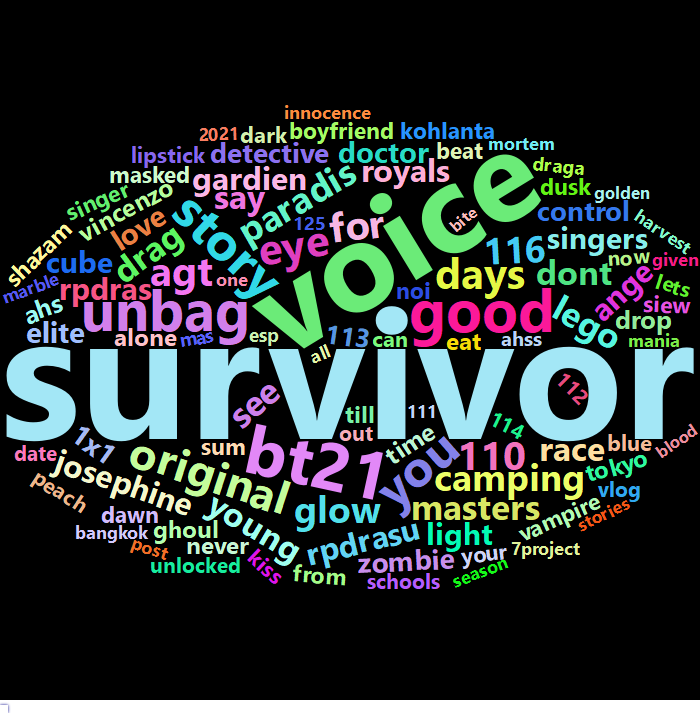 innocence
2021 dark boyfriend kohlanta
lipstick detective doctor beat mortem
masked gardien royals draga
singer say paradis dusk golden
vincenzo story voice bite control harvest
shazam love eye for 125 singers
cube drag agt one 116 now given
marble rpdras days dont ange lets
ahs unbag noi good lego siew
elite alone mas esp 113 can eat ahss drop mania
all
survivor
see till 111 112
date 1x1 sum out time 114 race blue blood
peach josephine original bt21 you 110 camping tokyo
dawn young glow masters vlog
bangkok ghoul rpdrasu light vampire stories
post never zombie your 7project
unlocked kiss from schools season